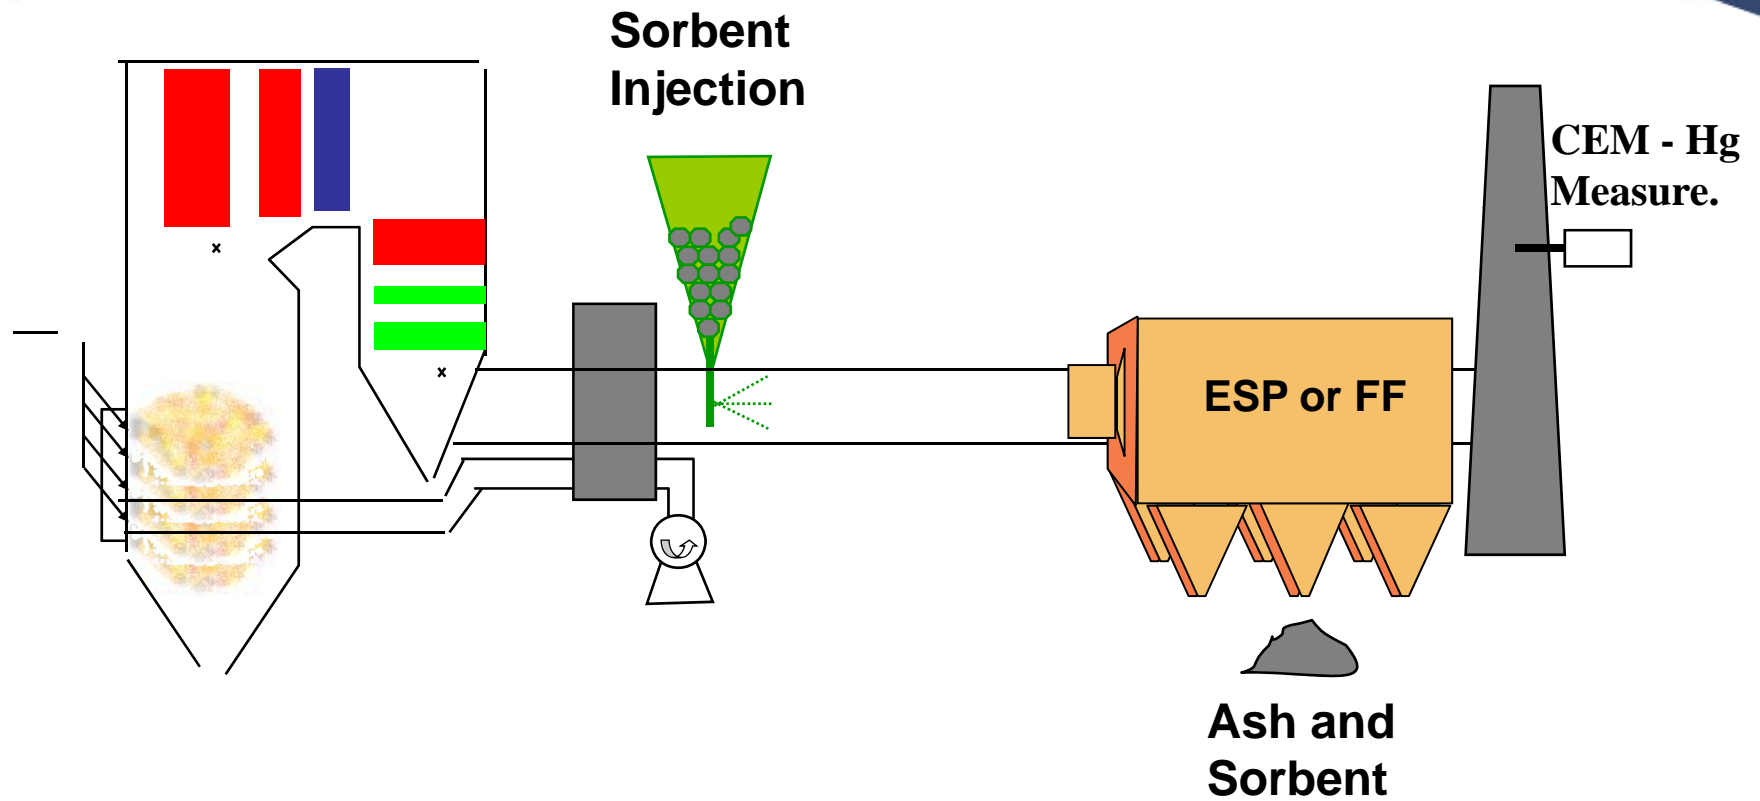 Sorbent
Injection
CEM - Hg
Measure.
ESP or FF
Ash and
Sorbent